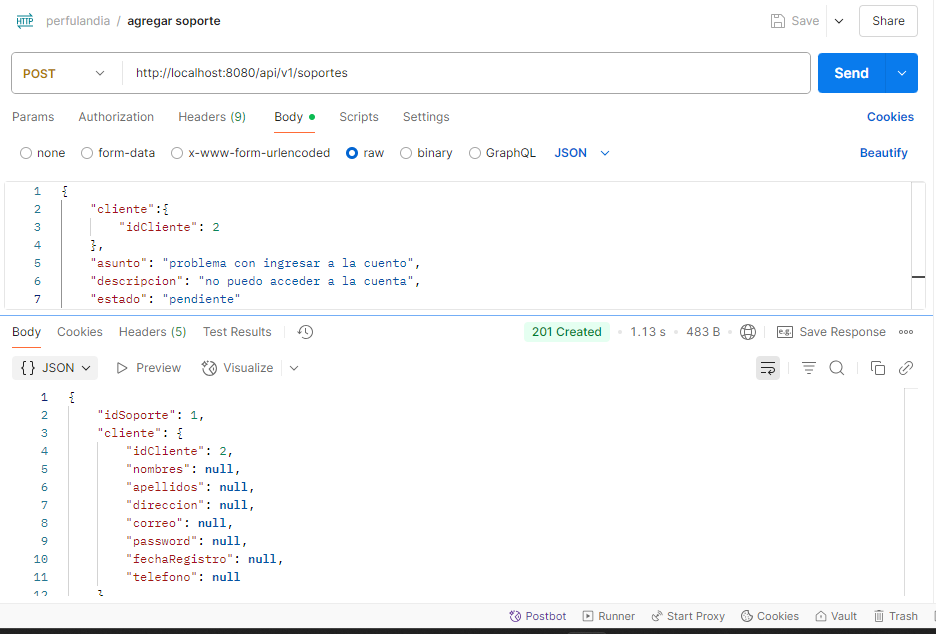 HTTP perfulandia / agregar soporte Save Share
POST http://localhost:8080/api/v1/soportes Send
Params Authorization Headers (9) Body Scripts Settings Cookies
none form-data x-www-form-urlencoded raw binary GraphQL JSON Beautify
1 {
2 "cliente":{
3 "idCliente": 2
4 },
5 "asunto": "problema con ingresar a la cuento",
6 "descripcion": "no puedo acceder a la cuenta",
7 "estado": "pendiente"
Body Cookies Headers (5) Test Results 201 Created • 1.13 s • 483 B • e.g. Save Response
{} JSON Preview Visualize
1 {
2 "idSoporte": 1,
3 "cliente": {
4 "idCliente": 2,
5 "nombres": null,
6 "apellidos": null,
7 "direccion": null,
8 "correo": null,
9 "password": null,
10 "fechaRegistro": null,
11 "telefono": null
12 }
Postbot Runner Start Proxy Cookies Vault Trash